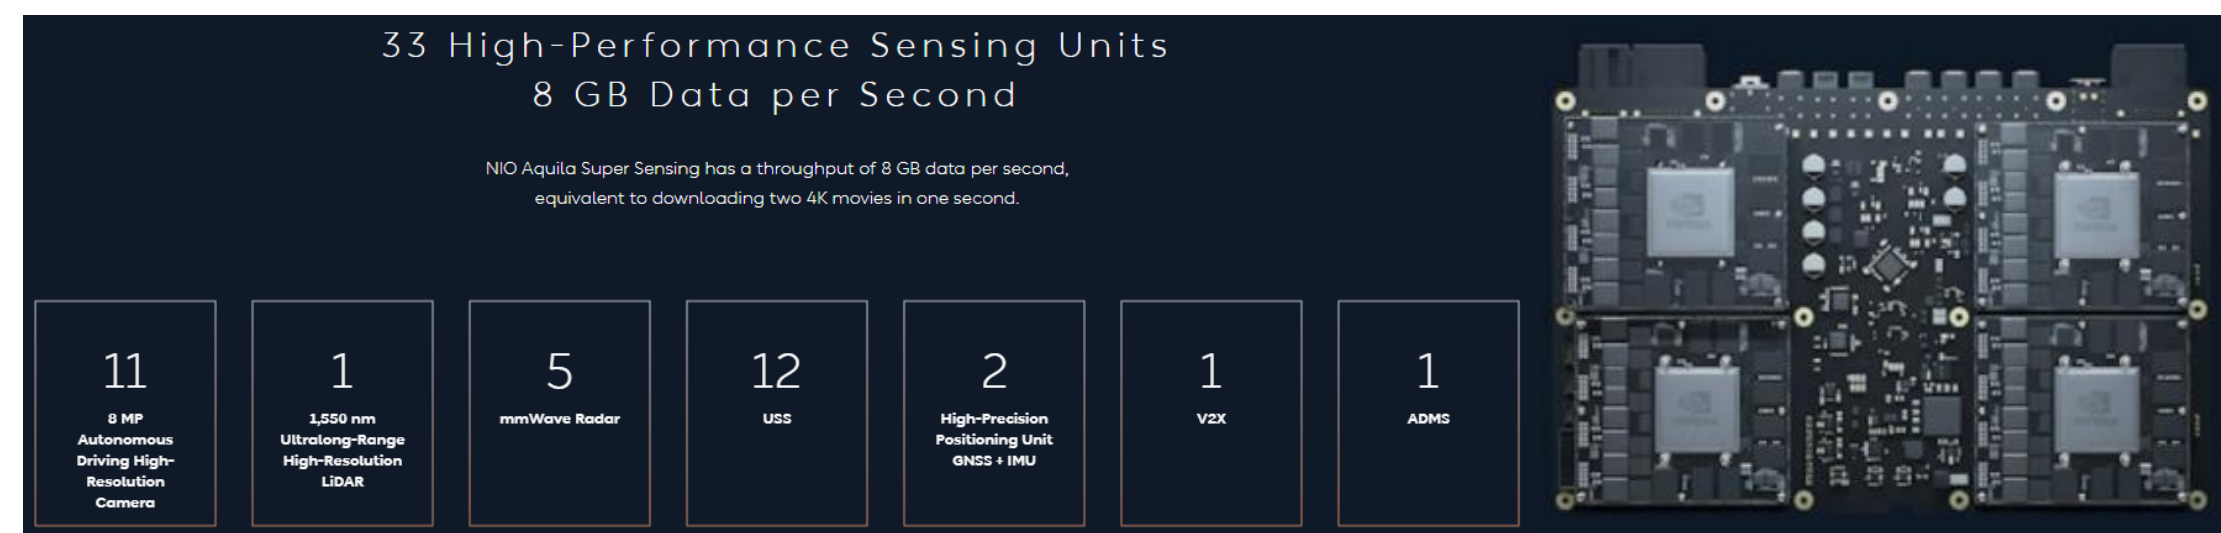 33 High-Performance Sensing Units
8 GB Data per Second
NIO Aquila Super Sensing has a throughput of 8 GB data per second,
equivalent to downloading two 4K movies in one second.
11
8 MP
Autonomous
Driving High-
Resolution
Camera
1
1,550 nm
Ultralong-Range
High-Resolution
LiDAR
5
mmWave Radar
12
USS
2
High-Precision
Positioning Unit
GNSS + IMU
1
V2X
1
ADMS